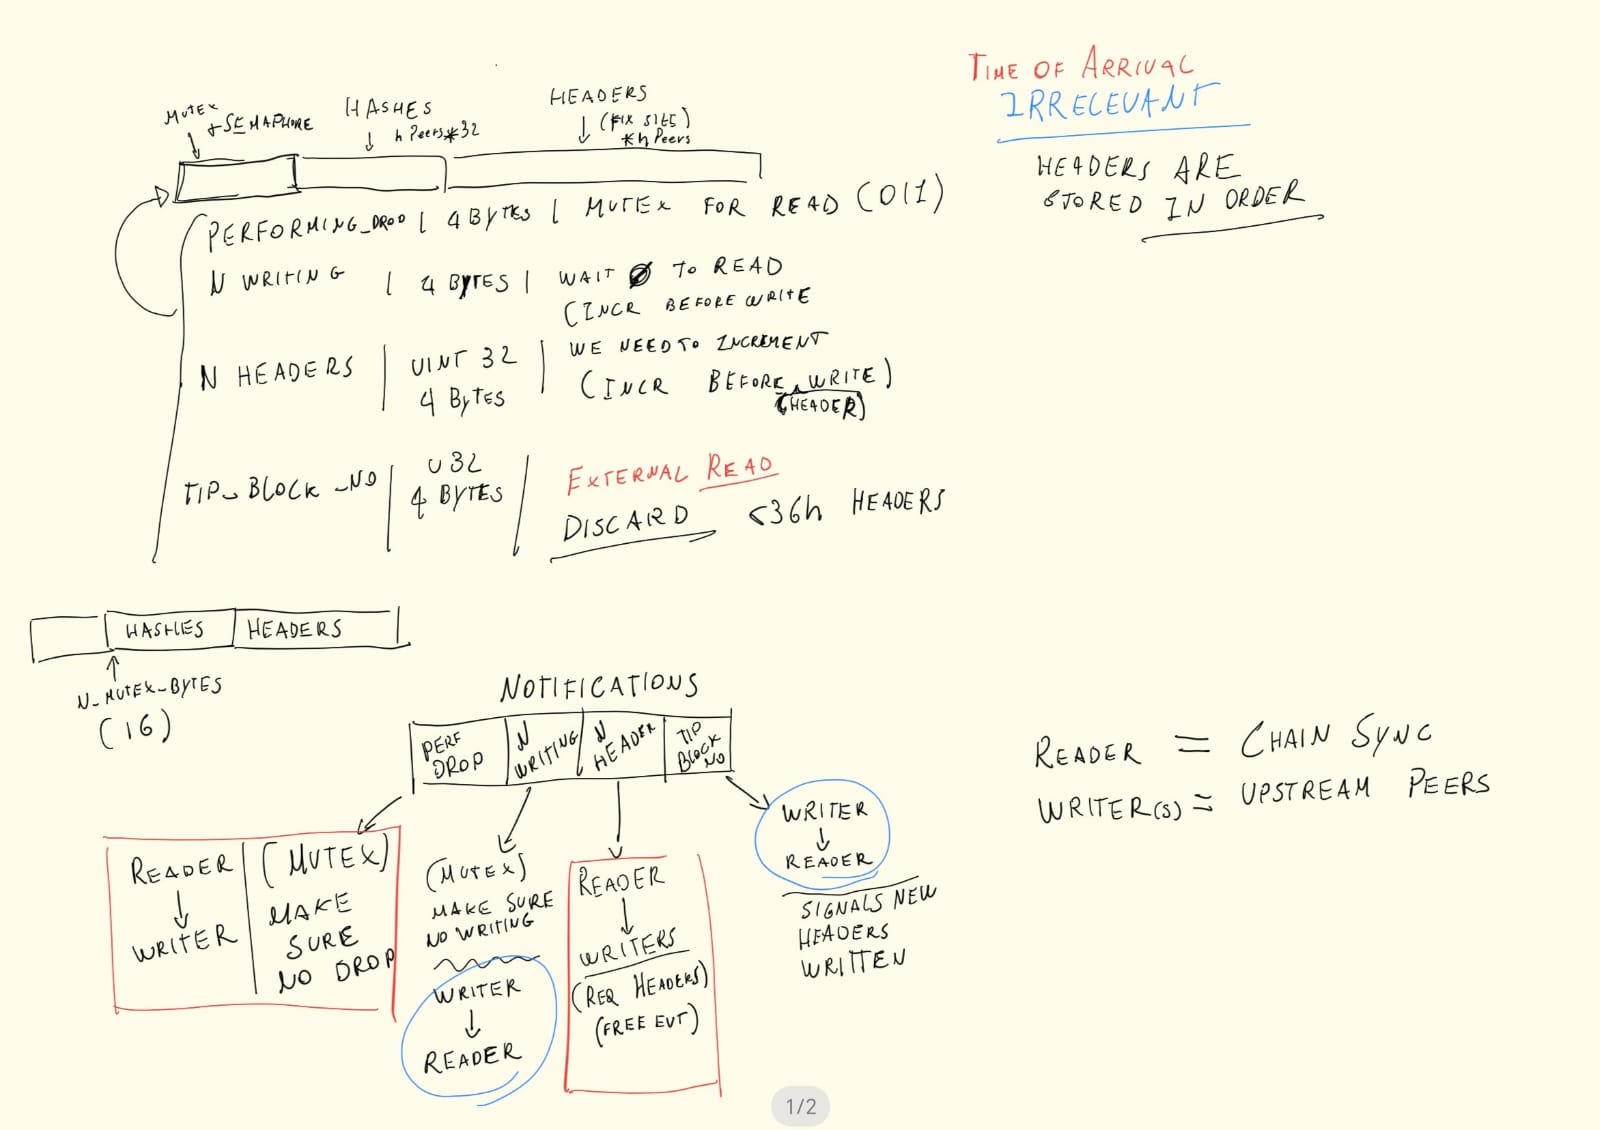 MUTEX
+ SEMAPHORE
HASHES
h Peers*32
HEADERS
(FIX SIZE)
*h Peers
TIME OF ARRIVAL
IRRELEVANT
HEADERS ARE
STORED IN ORDER
PERFORMING_DROP | 4 BYTES | MUTEX FOR READ (0|1)
N WRITING | 4 BYTES | WAIT 0 TO READ
(INCR BEFORE WRITE
N HEADERS | UINT 32 | WE NEED TO INCREMENT
4 BYTES (INCR BEFORE WRITE)
(HEADER)
TIP_BLOCK_NO | U32 | EXTERNAL READ
4 BYTES DISCARD <36h HEADERS
HASHES HEADERS
N_MUTEX_BYTES
(16)
NOTIFICATIONS
PERF
DROP
N
WRITING
N
HEADER
TIP
BLOCK
NO
READER = CHAIN SYNC
WRITER(S) = UPSTREAM PEERS
READER
↓
WRITER
(MUTEX)
MAKE
SURE
NO DROP
(MUTEX)
MAKE SURE
NO WRITING
WRITER
↓
READER
READER
↓
WRITERS
(REQ HEADERS)
(FREE EVT)
WRITER
↓
READER
SIGNALS NEW
HEADERS
WRITTEN
1/2